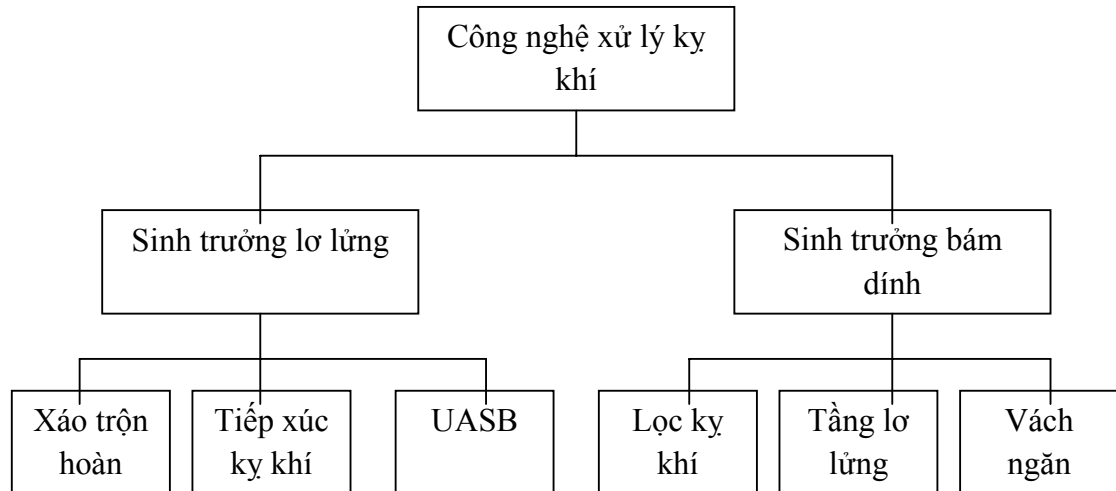 Công nghệ xử lý kỵ
khí
Sinh trưởng lơ lửng
Sinh trưởng bám
dính
Xáo trộn
hoàn
Tiếp xúc
kỵ khí
UASB
Lọc kỵ
khí
Tầng lơ
lửng
Vách
ngăn